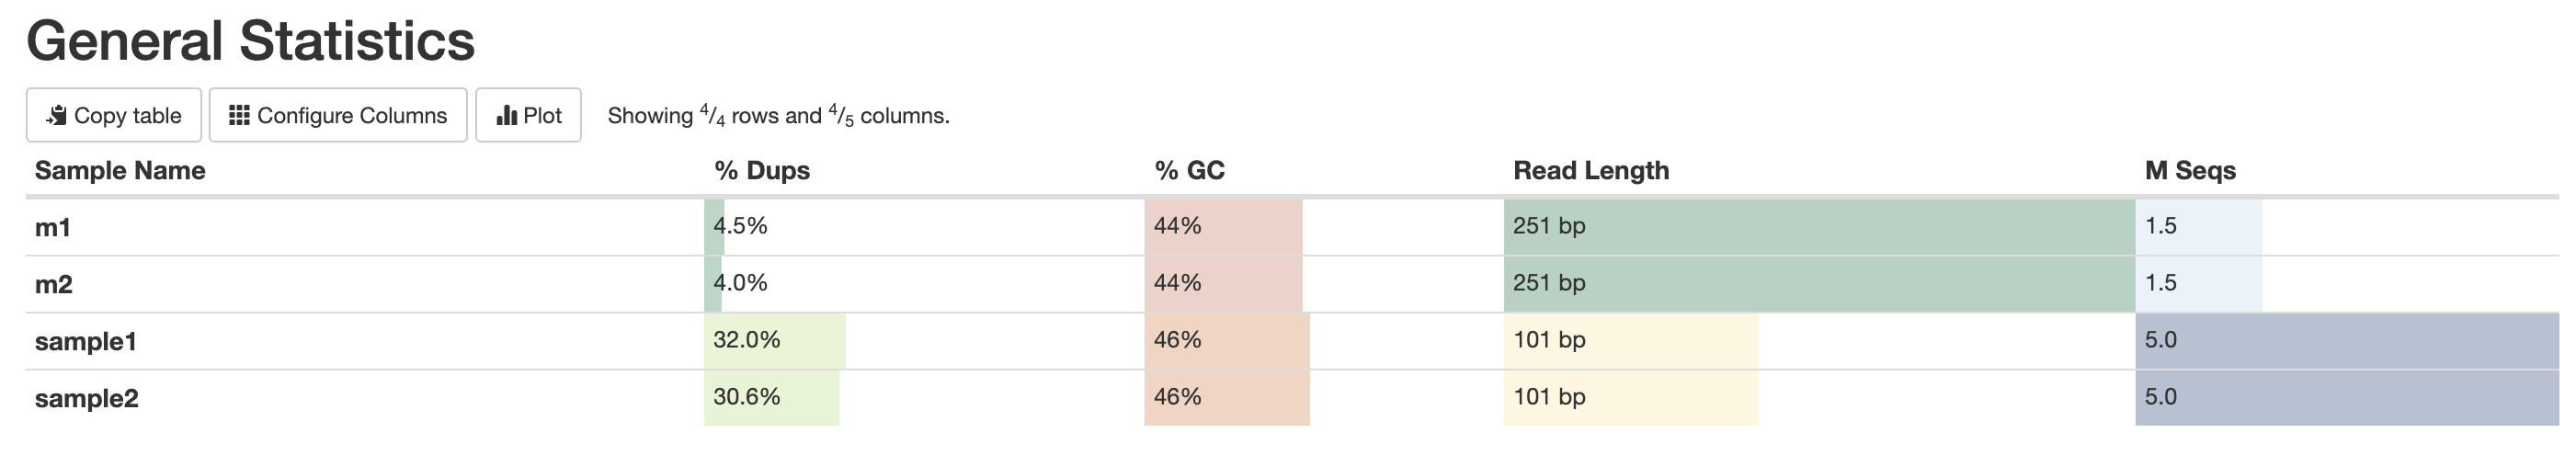 General Statistics
Copy table Configure Columns Plot Showing 4/4 rows and 4/5 columns.
Sample Name % Dups % GC Read Length M Seqs
m1 4.5% 44% 251 bp 1.5
m2 4.0% 44% 251 bp 1.5
sample1 32.0% 46% 101 bp 5.0
sample2 30.6% 46% 101 bp 5.0